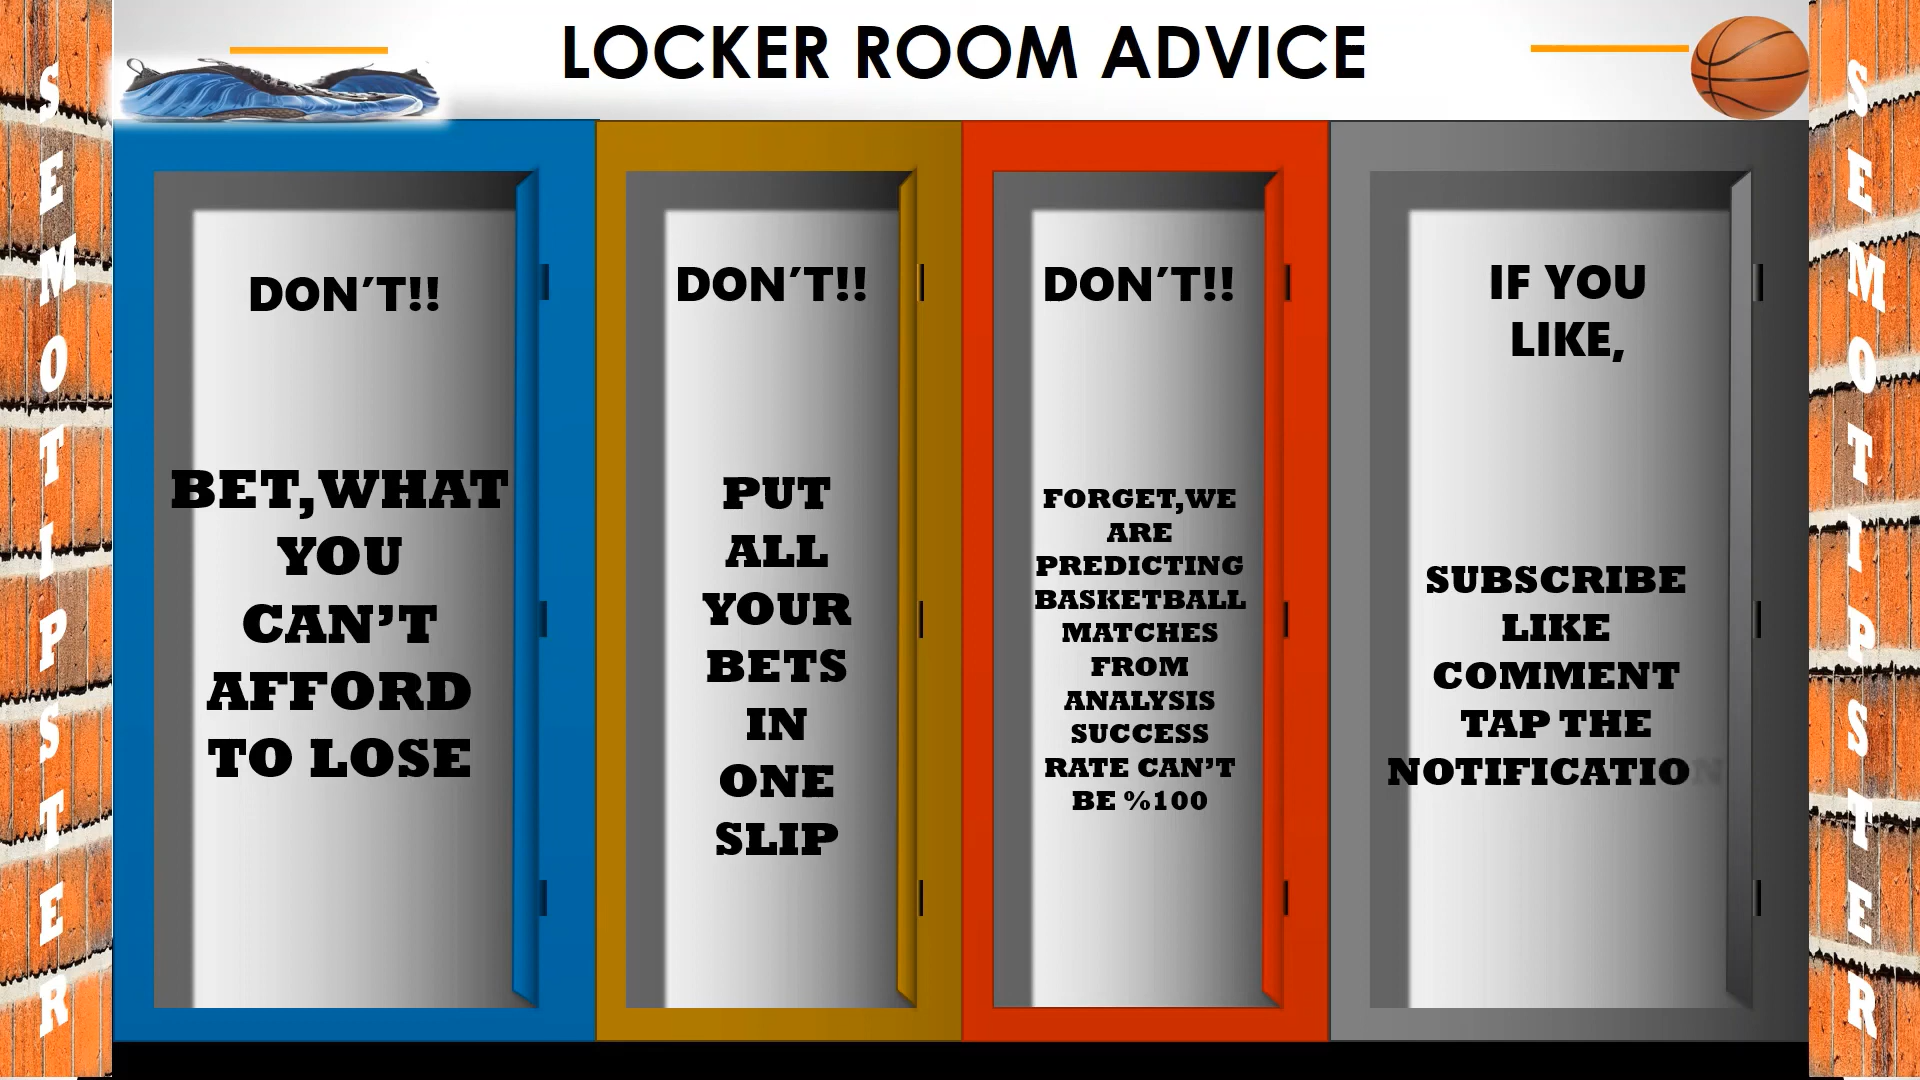 LOCKER ROOM ADVICE
SEMOTIPSTER
DON'T!!
BET,WHAT
YOU
CAN'T
AFFORD
TO LOSE
DON'T!!
PUT
ALL
YOUR
BETS
IN
ONE
SLIP
DON'T!!
FORGET,WE
ARE
PREDICTING
BASKETBALL
MATCHES
FROM
ANALYSIS
SUCCESS
RATE CAN'T
BE %100
IF YOU
LIKE,
SUBSCRIBE
LIKE
COMMENT
TAP THE
NOTIFICATION
SEMOTIPSTER